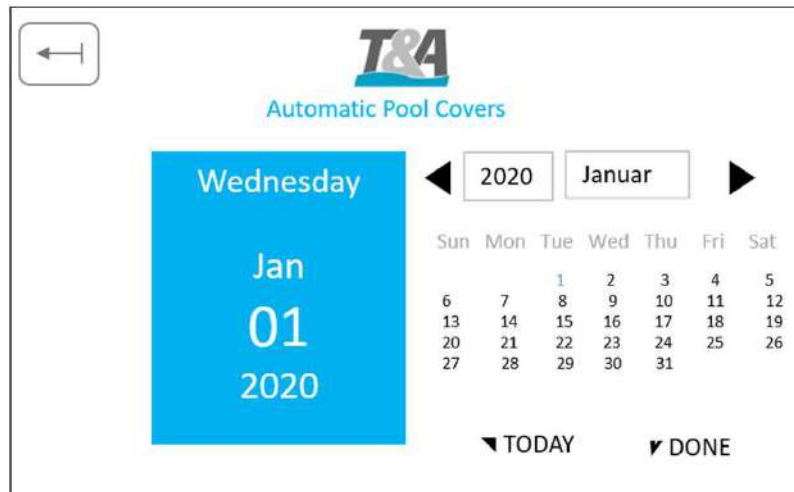 T&A
Automatic Pool Covers
Wednesday
Jan
01
2020
2020 Januar
Sun Mon Tue Wed Thu Fri Sat
1 2 3 4 5
6 7 8 9 10 11 12
13 14 15 16 17 18 19
20 21 22 23 24 25 26
27 28 29 30 31
TODAY DONE